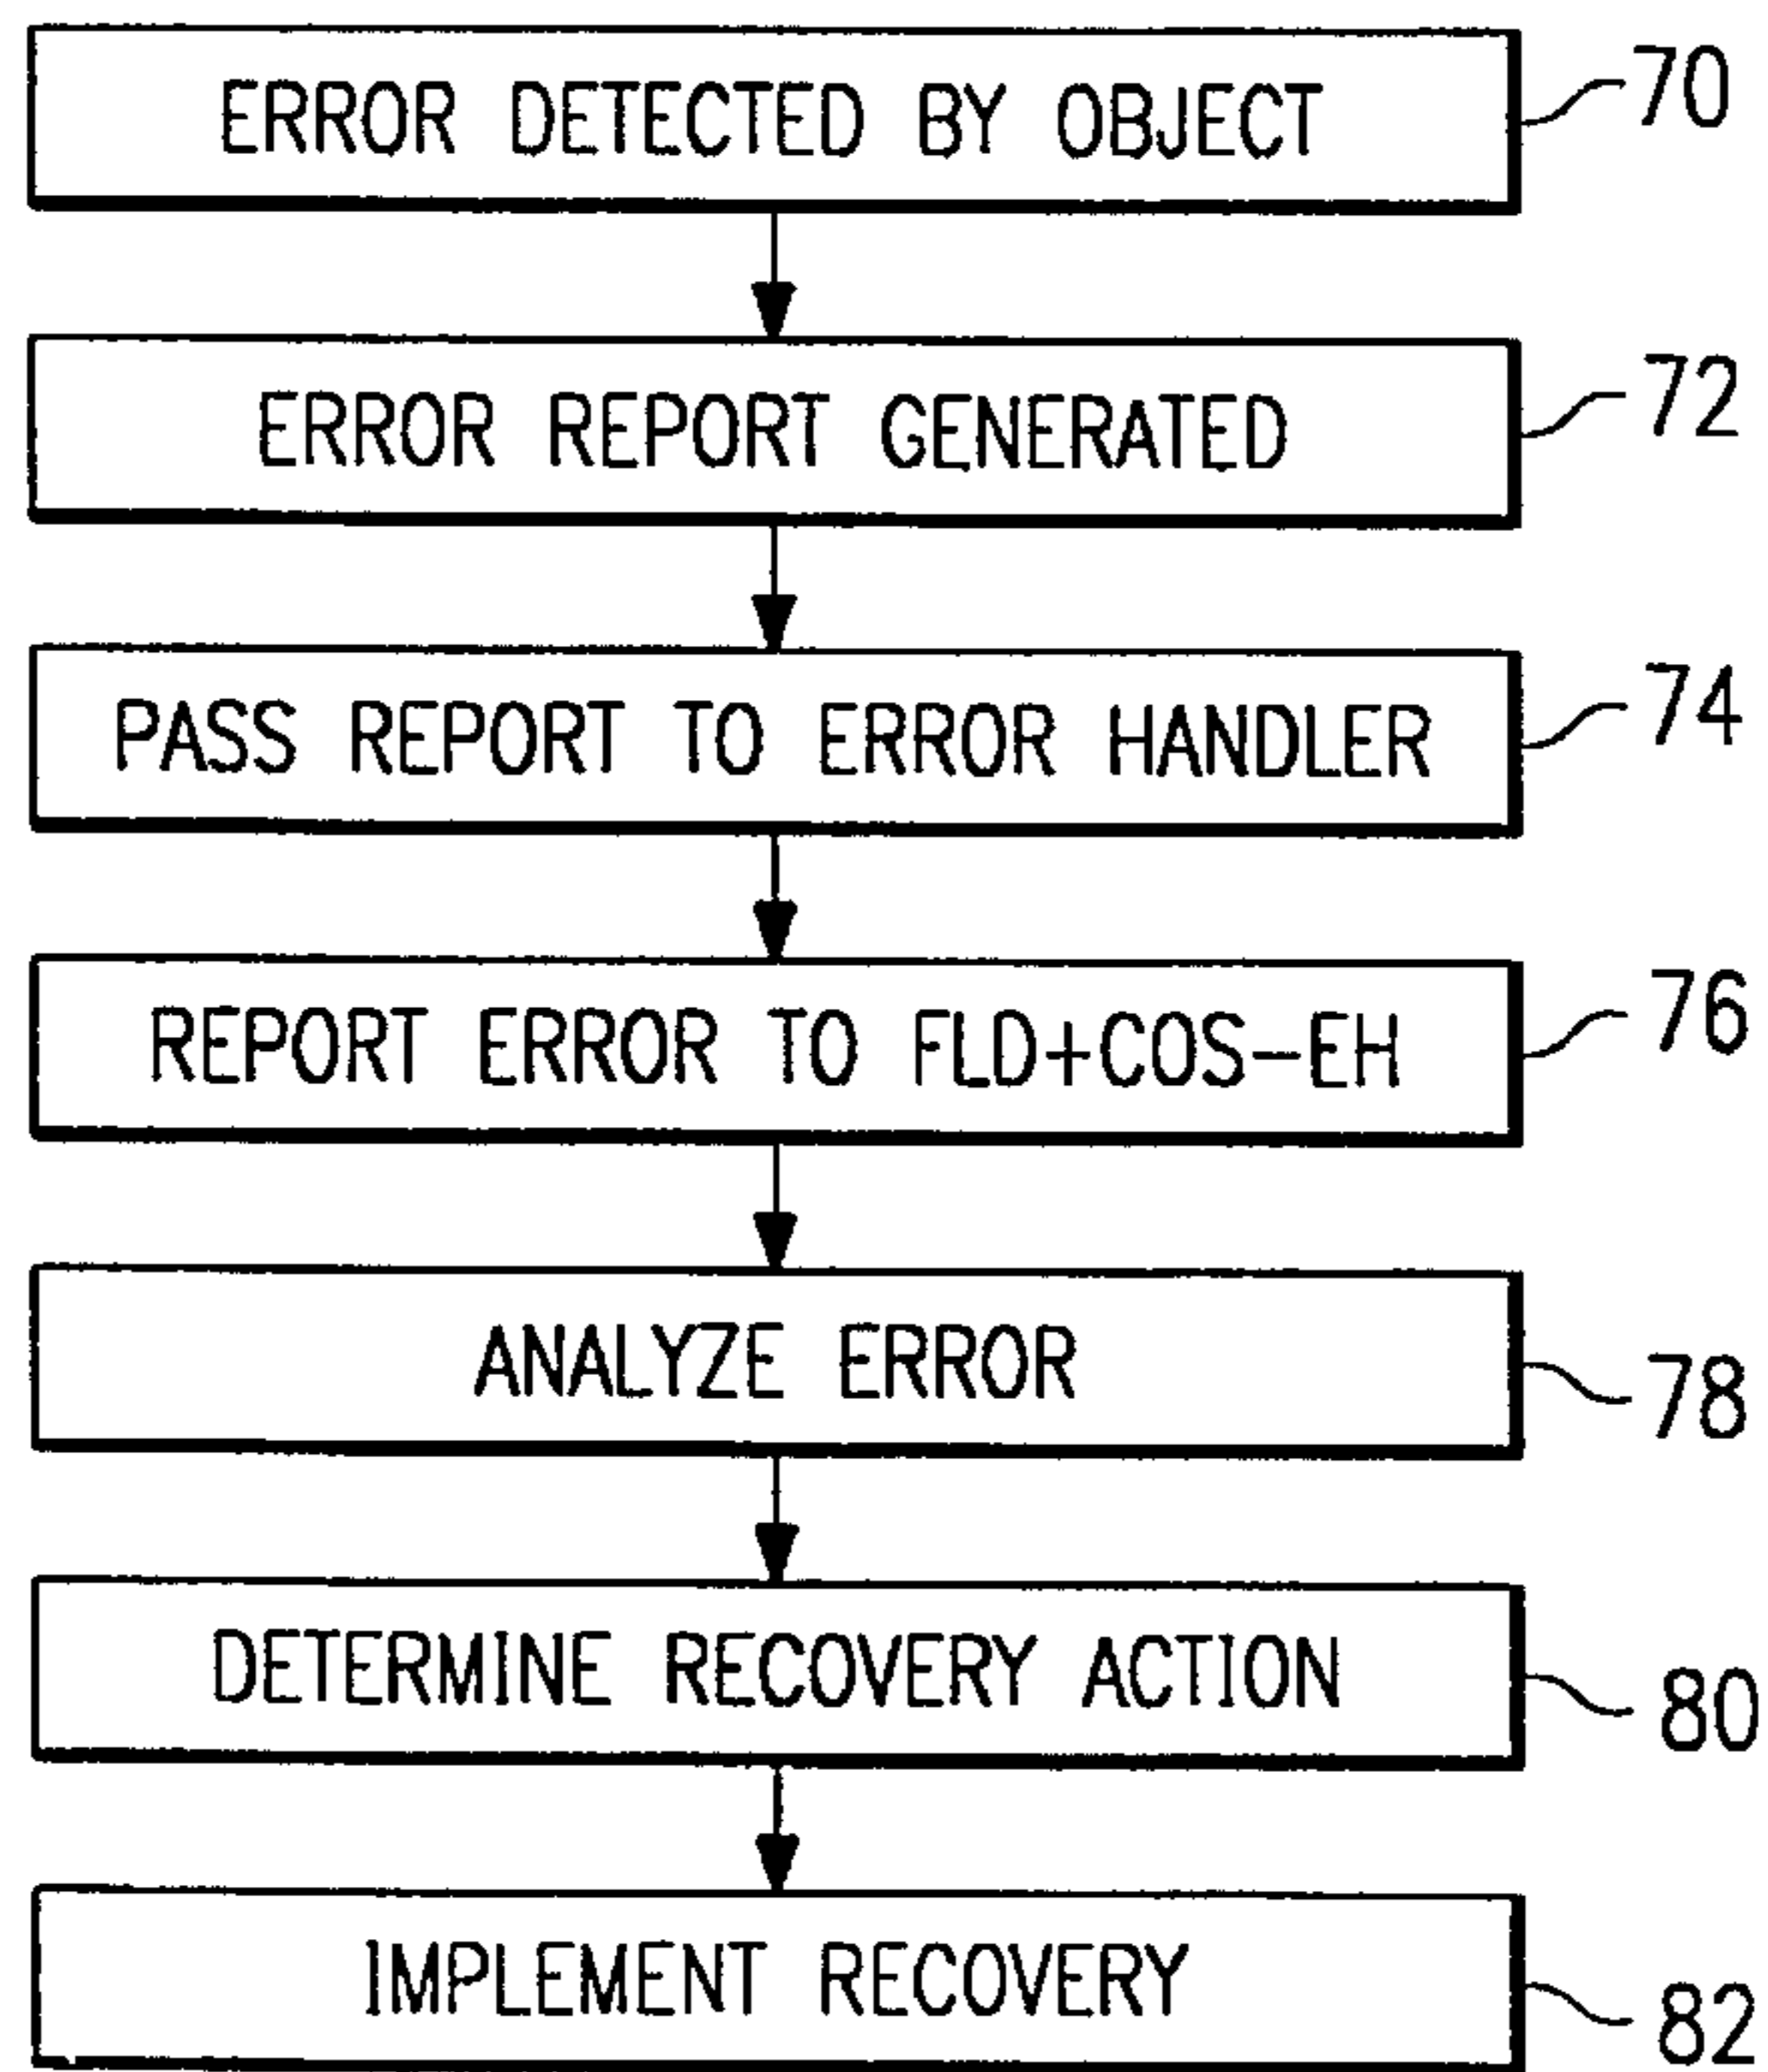 ERROR DETECTED BY OBJECT
70
ERROR REPORT GENERATED
72
PASS REPORT TO ERROR HANDLER
74
REPORT ERROR TO FLD+COS-EH
76
ANALYZE ERROR
78
DETERMINE RECOVERY ACTION
80
IMPLEMENT RECOVERY
82